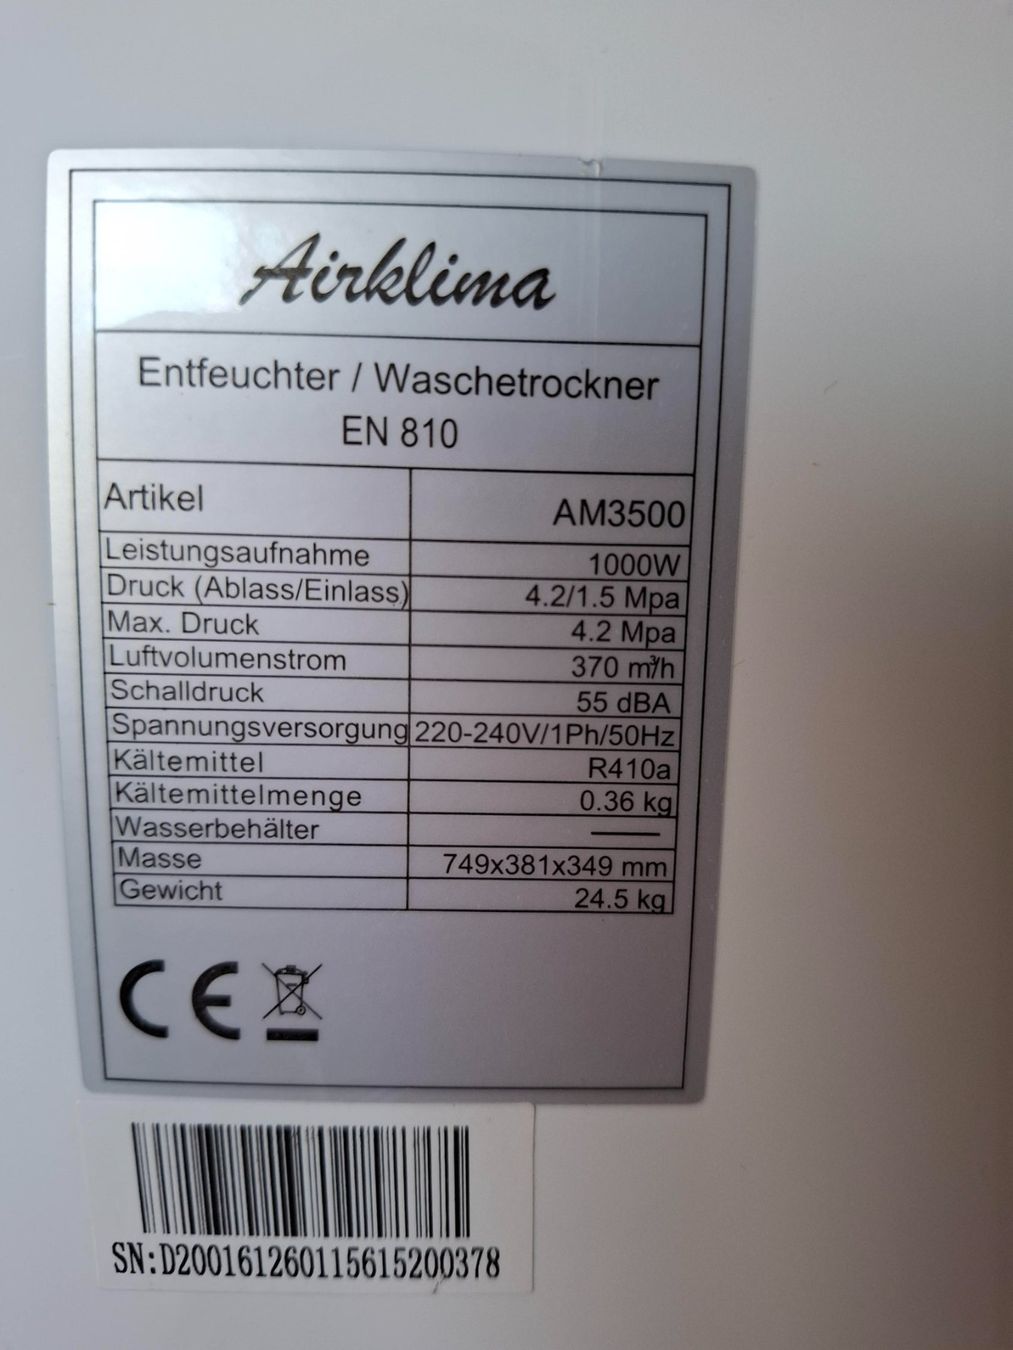 Airklima
Entfeuchter / Waschetrockner
EN 810
Artikel AM3500
Leistungsaufnahme 1000W
Druck (Ablass/Einlass) 4.2/1.5 Mpa
Max. Druck 4.2 Mpa
Luftvolumenstrom 370 m³/h
Schalldruck 55 dBA
Spannungsversorgung 220-240V/1Ph/50Hz
Kältemittel R410a
Kältemittelmenge 0.36 kg
Wasserbehälter —
Masse 749x381x349 mm
Gewicht 24.5 kg
CE
SN:D200161260115615200378